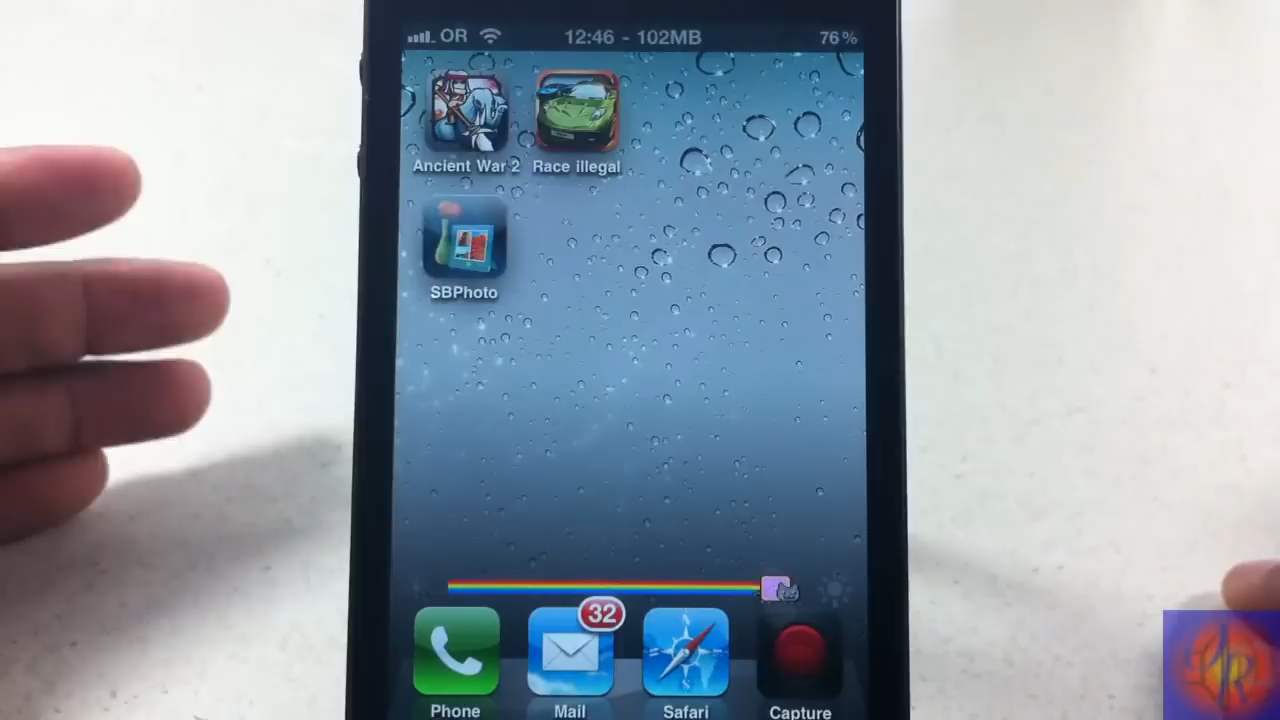 OR 12:46 - 102MB 76%
Ancient War 2 Race illegal
SBPhoto
32
Phone Mail Safari Capture